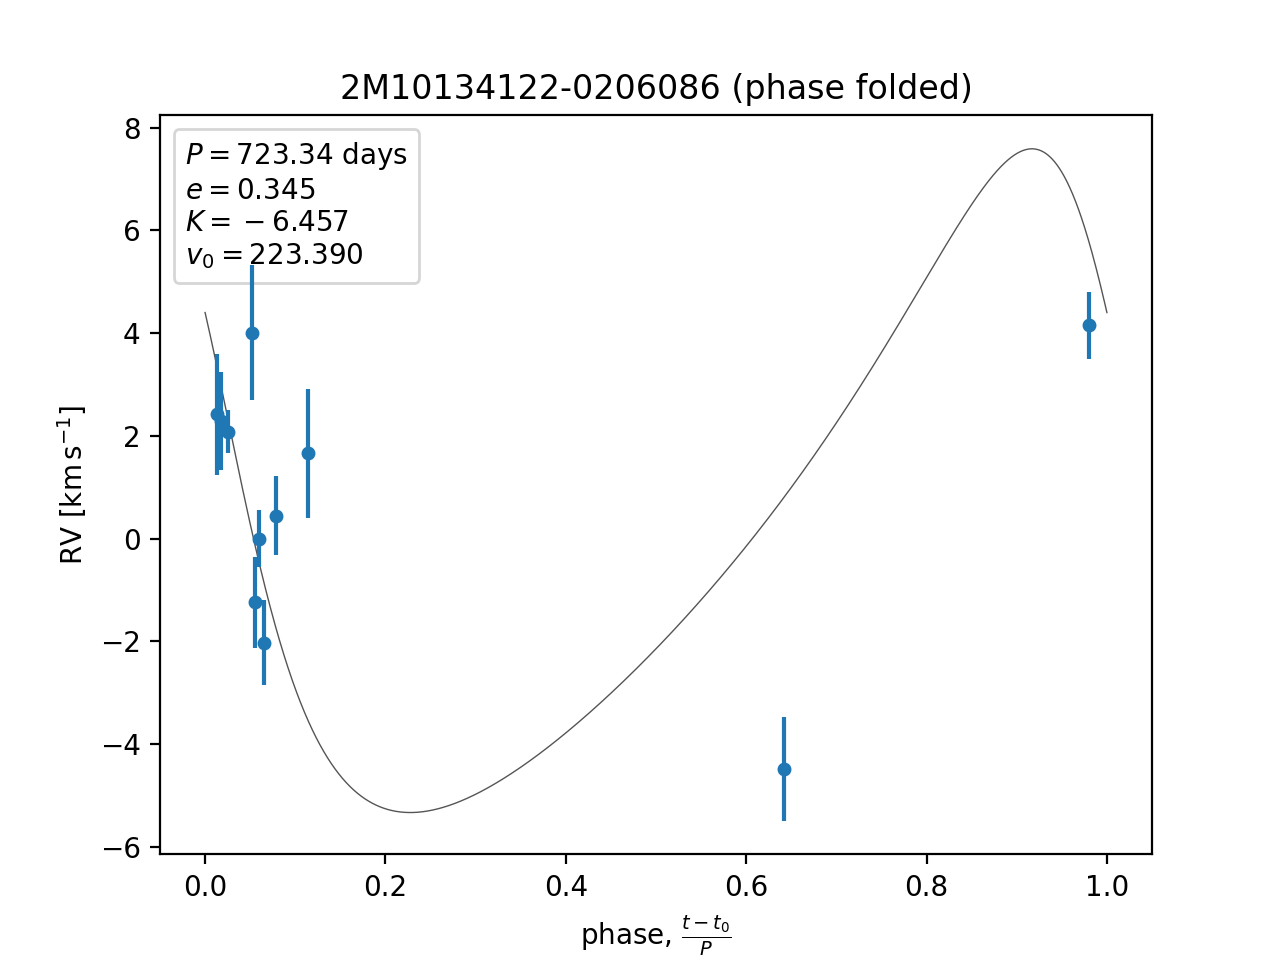 2M10134122-0206086 (phase folded)
P = 723.34 days
e = 0.345
K = −6.457
v₀ = 223.390
8
6
4
2
0
−2
−4
−6
RV [km s⁻¹]
0.0 0.2 0.4 0.6 0.8 1.0
phase, (t − t₀)/P